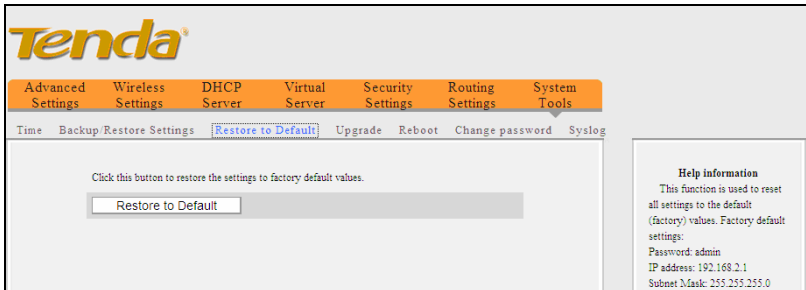 Tenda
Advanced Settings
Wireless Settings
DHCP Server
Virtual Server
Security Settings
Routing Settings
System Tools
Time Backup/Restore Settings Restore to Default Upgrade Reboot Change password Syslog
Click this button to restore the settings to factory default values.
Restore to Default
Help information
This function is used to reset
all settings to the default
(factory) values. Factory default
settings:
Password: admin
IP address: 192.168.2.1
Subnet Mask: 255.255.255.0